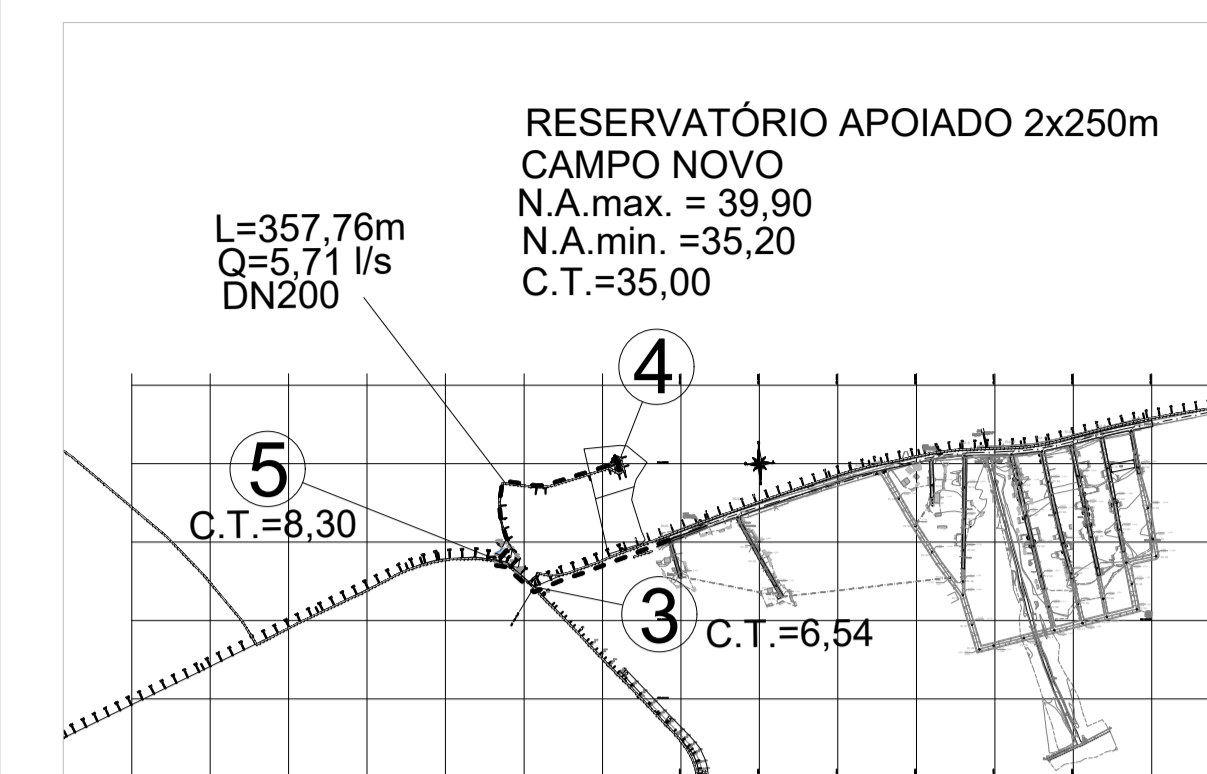 RESERVATÓRIO APOIADO 2x250m
CAMPO NOVO
N.A.max. = 39,90
N.A.min. =35,20
C.T.=35,00
L=357,76m
Q=5,71 l/s
DN200
4
5
C.T.=8,30
3
C.T.=6,54